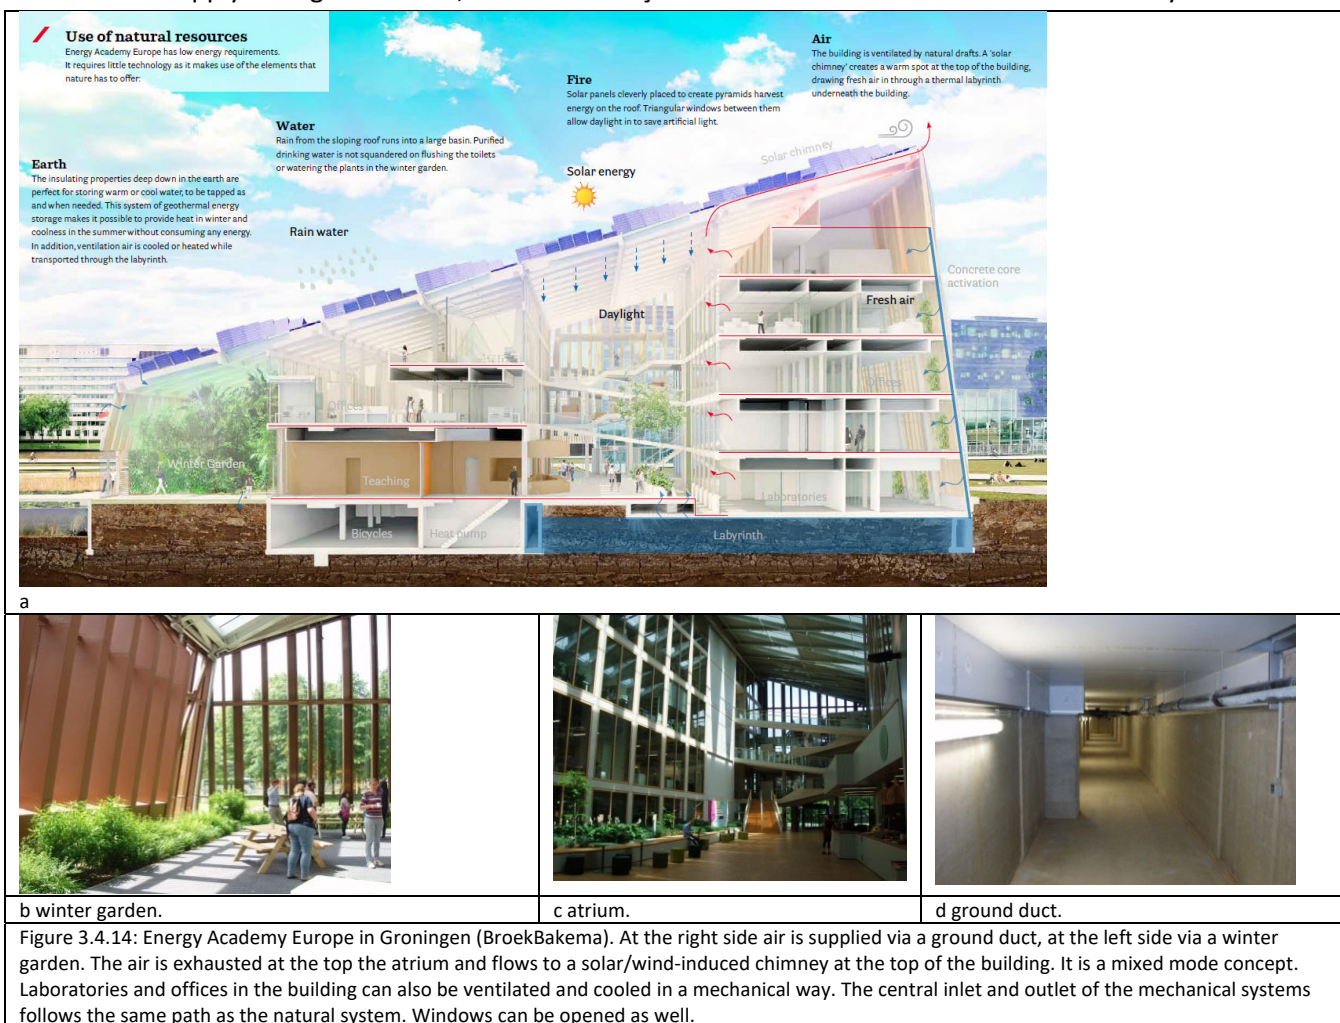 Use of natural resources
Energy Academy Europe has low energy requirements.
It requires little technology as it makes use of the elements that
nature has to offer:
Air
The building is ventilated by natural drafts. A ‘solar
chimney’ creates a warm spot at the top of the building,
drawing fresh air in through a thermal labyrinth
underneath the building.
Fire
Solar panels cleverly placed to create pyramids harvest
energy on the roof. Triangular windows between them
allow daylight in to save artificial light.
Water
Rain from the sloping roof runs into a large basin. Purified
drinking water is not squandered on flushing the toilets
or watering the plants in the winter garden.
Earth
The insulating properties deep down in the earth are
perfect for storing warm or cool water, to be tapped as
and when needed. This system of geothermal energy
storage makes it possible to provide heat in winter and
coolness in the summer without consuming any energy.
In addition, ventilation air is cooled or heated while
transported through the labyrinth.
Solar chimney
Solar energy
Rain water
Concrete core
activation
Fresh air
Daylight
Offices
Offices
Winter Garden
Teaching
Laboratories
Bicycles
Heat pump
Labyrinth
a
b winter garden.
c atrium.
d ground duct.
Figure 3.4.14: Energy Academy Europe in Groningen (BroekBakema). At the right side air is supplied via a ground duct, at the left side via a winter
garden. The air is exhausted at the top the atrium and flows to a solar/wind-induced chimney at the top of the building. It is a mixed mode concept.
Laboratories and offices in the building can also be ventilated and cooled in a mechanical way. The central inlet and outlet of the mechanical systems
follows the same path as the natural system. Windows can be opened as well.